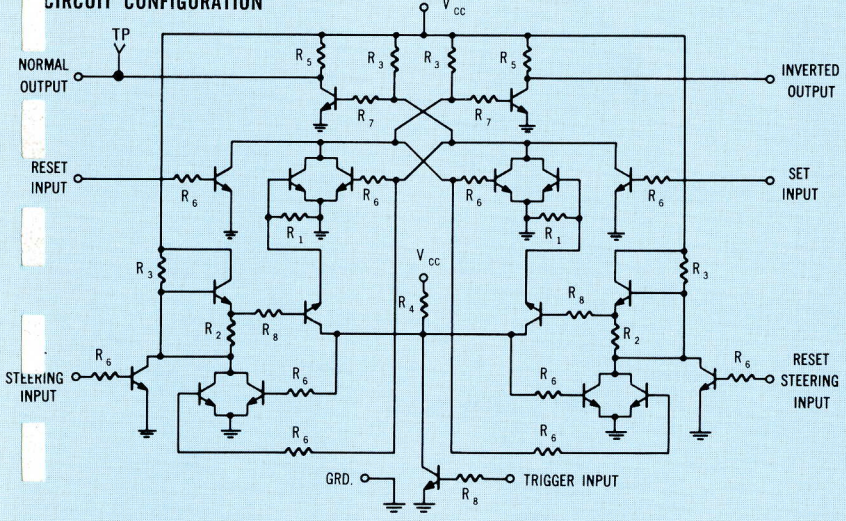 CIRCUIT CONFIGURATION
V CC
TP
NORMAL
OUTPUT
R5
R3
R3
R5
INVERTED
OUTPUT
R7
R7
RESET
INPUT
R6
R6
R6
R6
SET
INPUT
R1
R1
R3
V CC
R3
R4
R8
R8
R2
R2
R6
STEERING
INPUT
R6
R6
R6
RESET
STEERING
INPUT
R6
R6
GRD.
R8
TRIGGER INPUT